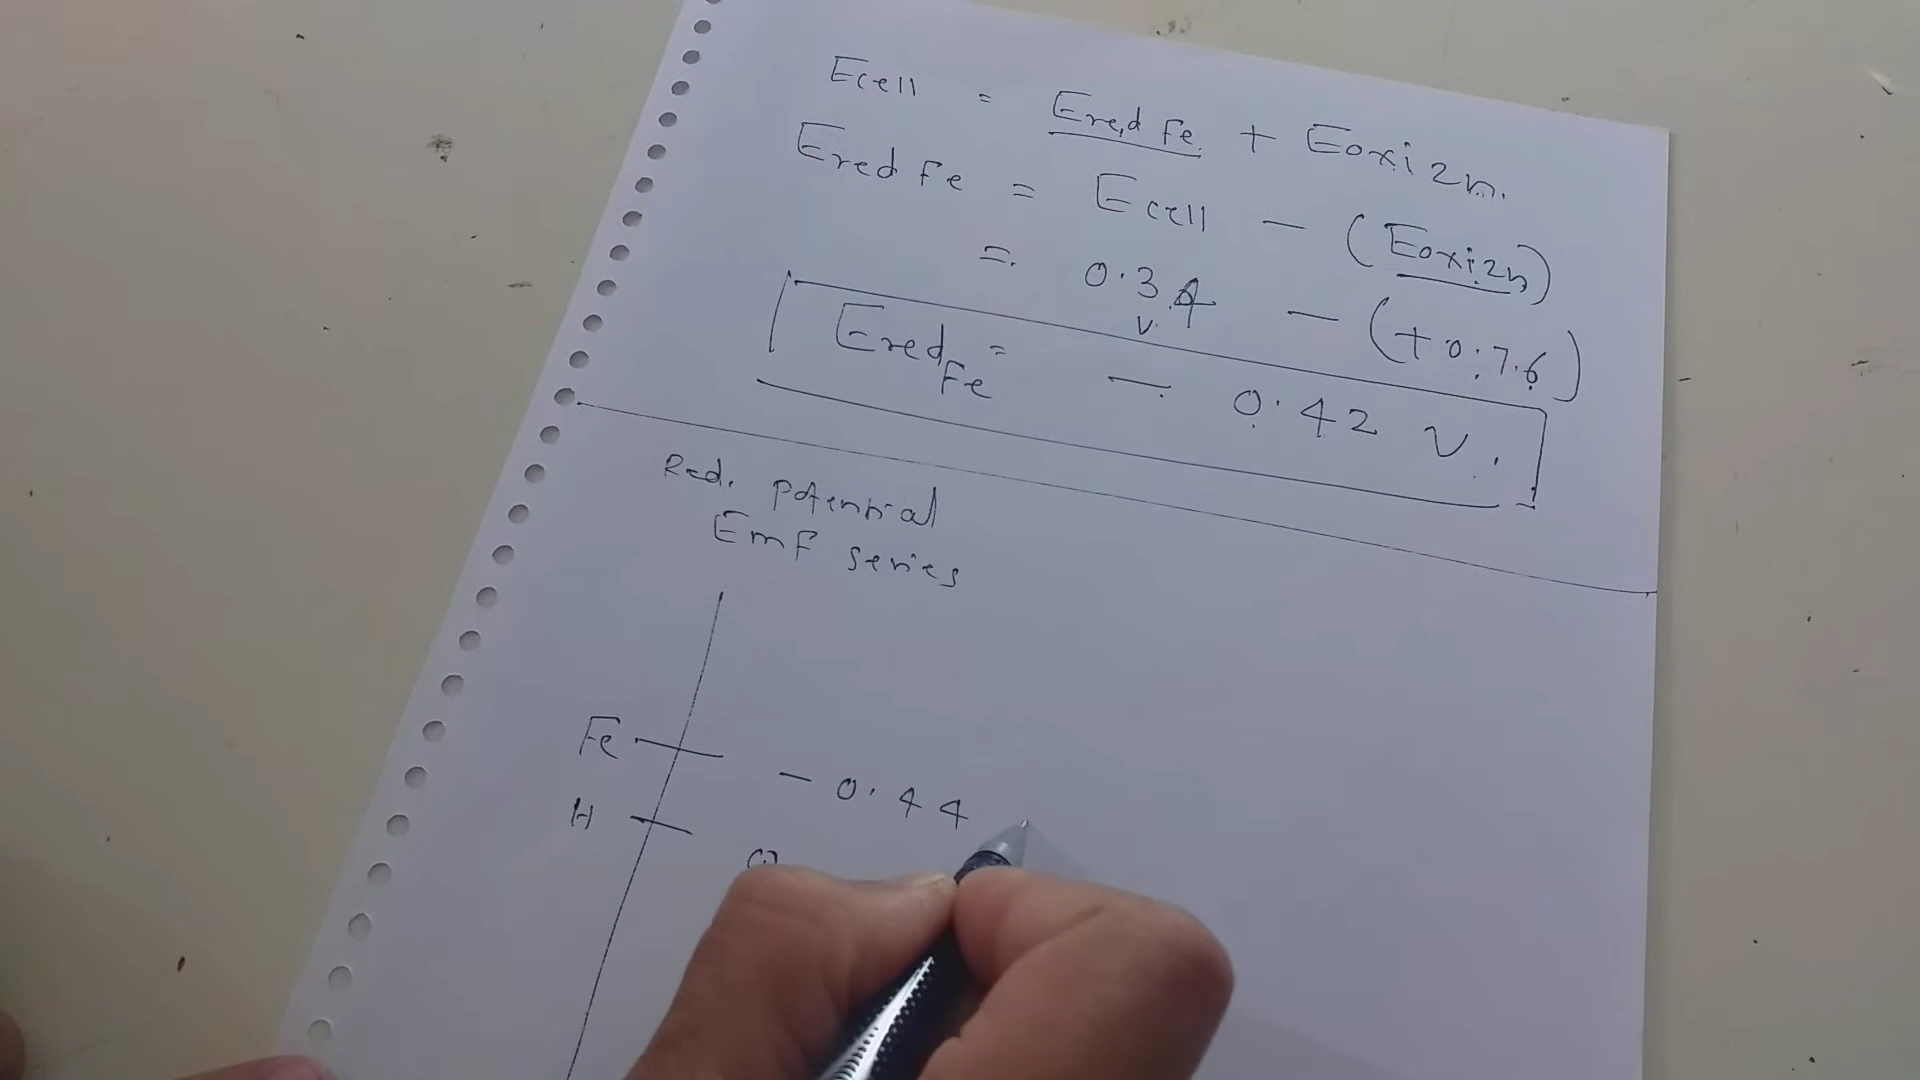 Ecell = Ered Fe + Eoxi Zn.
Ered Fe = Ecell - (Eoxi Zn)
= 0.34 v - (+0.76)
Ered Fe = - 0.42 V.
Red. potential
Emf series
Fe - 0.44
H